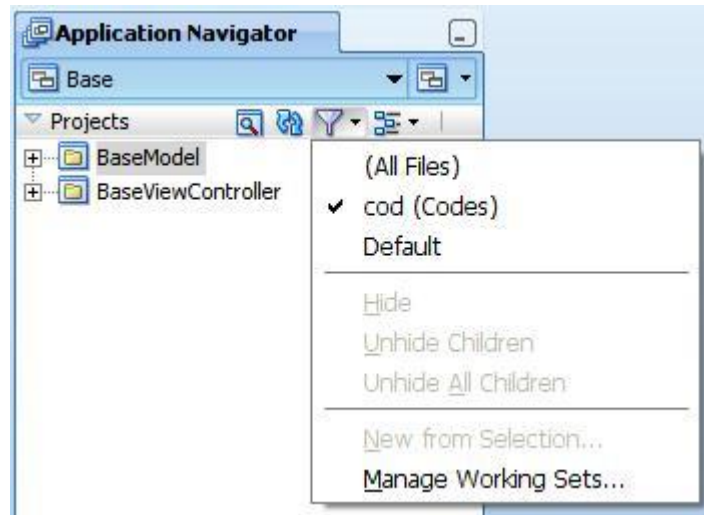 Application Navigator
Base
Projects
BaseModel
BaseViewController
(All Files)
cod (Codes)
Default
Hide
Unhide Children
Unhide All Children
New from Selection...
Manage Working Sets...